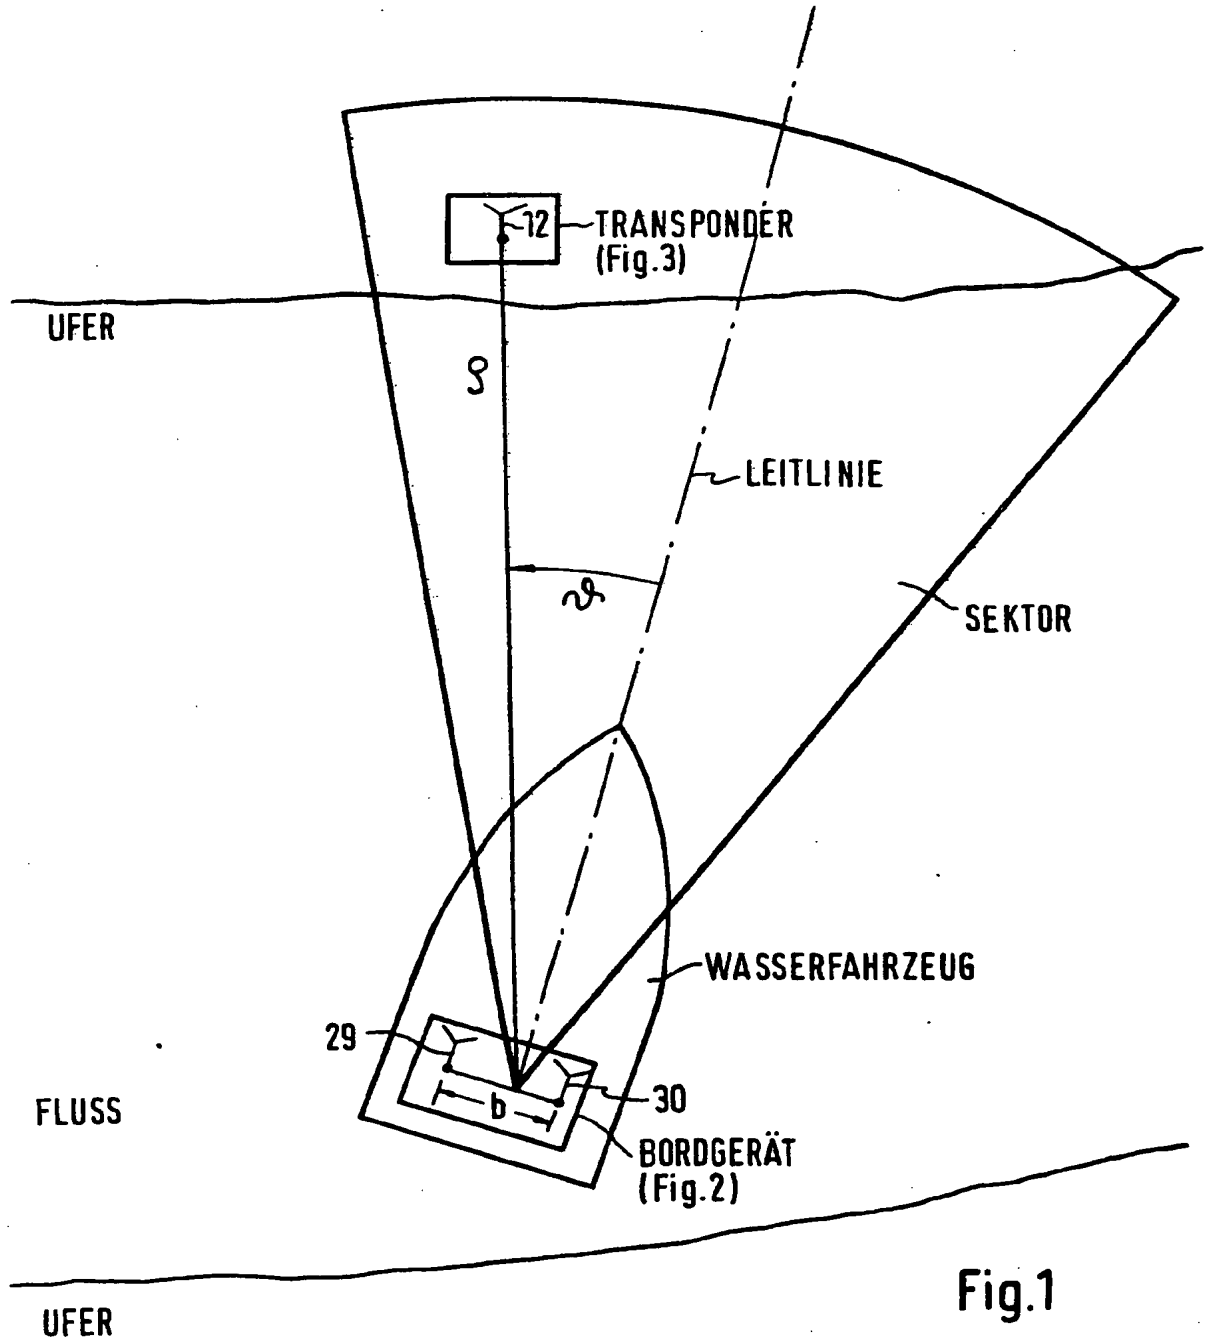 12
TRANSPONDER
(Fig.3)
UFER
ϱ
LEITLINIE
ϑ
SEKTOR
WASSERFAHRZEUG
29
30
b
FLUSS
BORDGERÄT
(Fig.2)
Fig.1
UFER